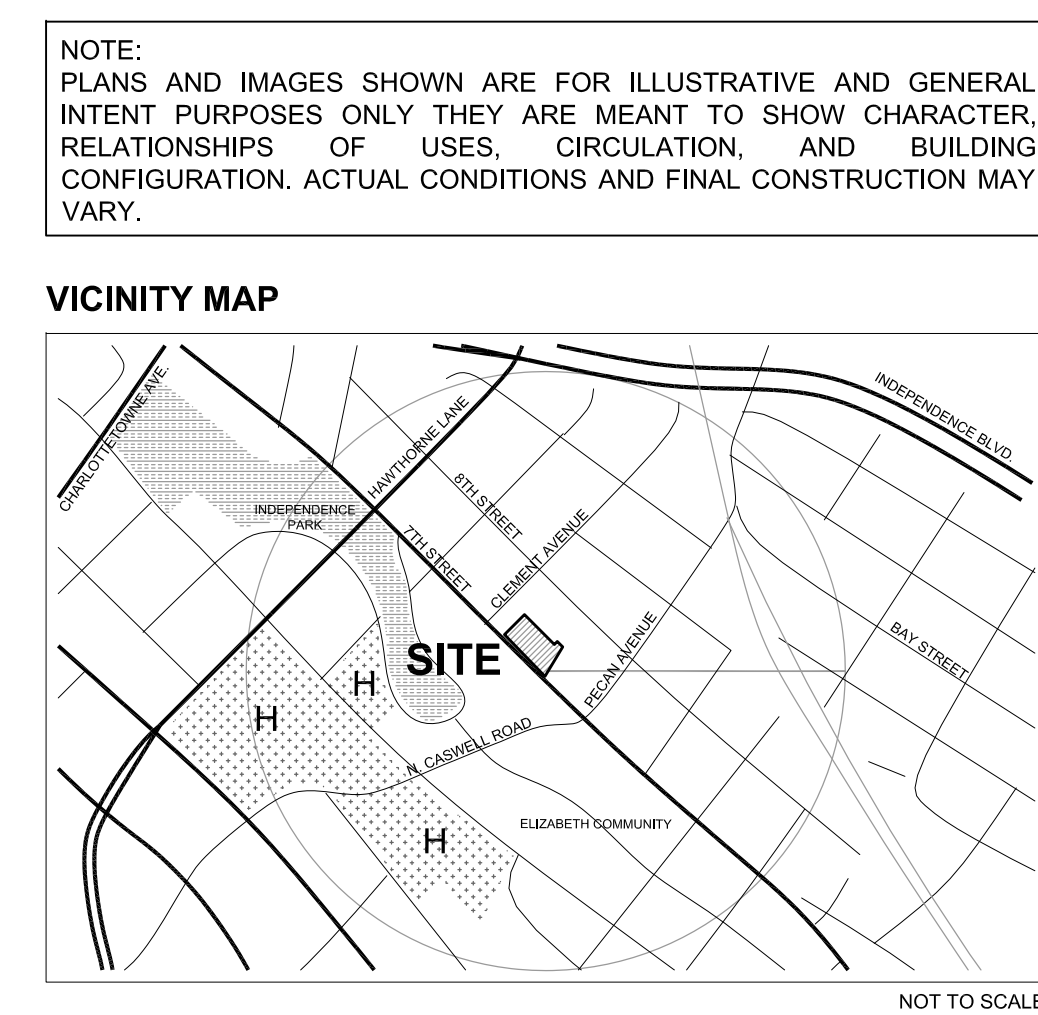 NOTE:
PLANS AND IMAGES SHOWN ARE FOR ILLUSTRATIVE AND GENERAL
INTENT PURPOSES ONLY THEY ARE MEANT TO SHOW CHARACTER,
RELATIONSHIPS OF USES, CIRCULATION, AND BUILDING
CONFIGURATION. ACTUAL CONDITIONS AND FINAL CONSTRUCTION MAY
VARY.
VICINITY MAP
CHARLOTTETOWNE AVE.
HAWTHORNE LANE
INDEPENDENCE BLVD.
INDEPENDENCE
PARK
8TH STREET
7TH STREET
CLEMENT AVENUE
SITE
PECAN AVENUE
BAY STREET
H
H
N. CASWELL ROAD
ELIZABETH COMMUNITY
H
NOT TO SCALE